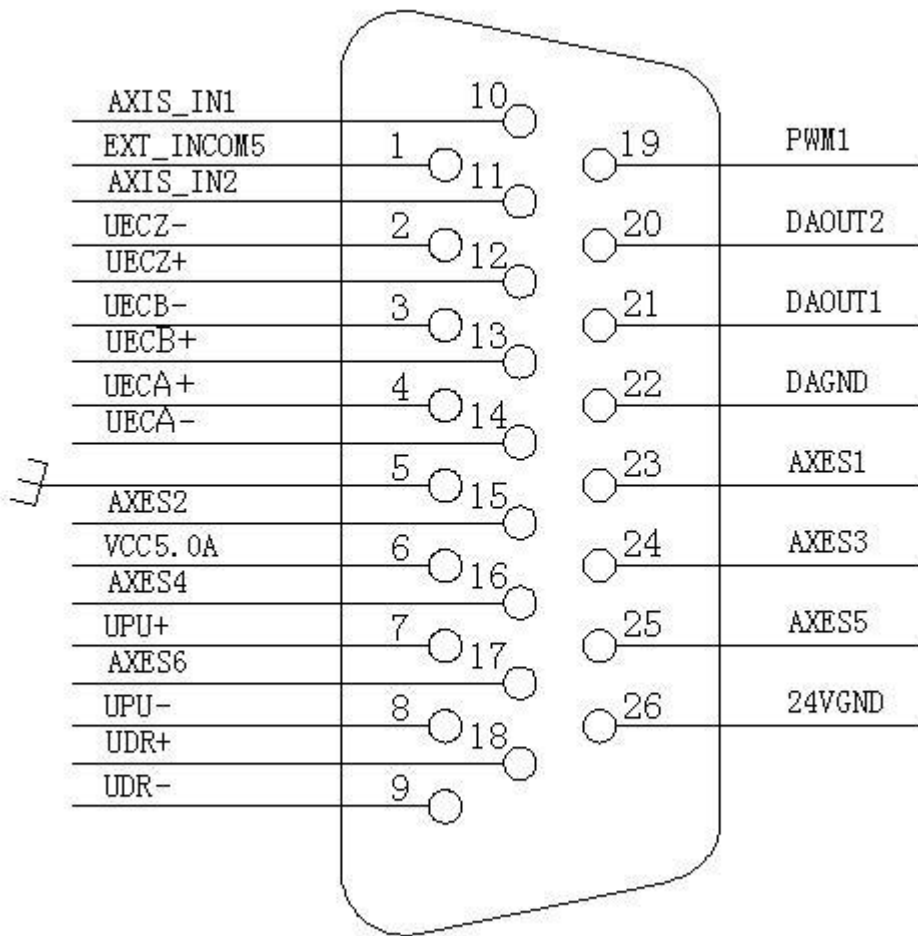 AXIS_IN1 10
EXT_INCOM5 1 19 PWM1
AXIS_IN2 11
UECZ- 2 20 DAOUT2
UECZ+ 12
UECB- 3 21 DAOUT1
UECB+ 13
UECA+ 4 22 DAGND
UECA- 14
5 23 AXES1
AXES2 15
VCC5.0A 6 24 AXES3
AXES4 16
UPU+ 7 25 AXES5
AXES6 17
UPU- 8 26 24VGND
UDR+ 18
UDR- 9